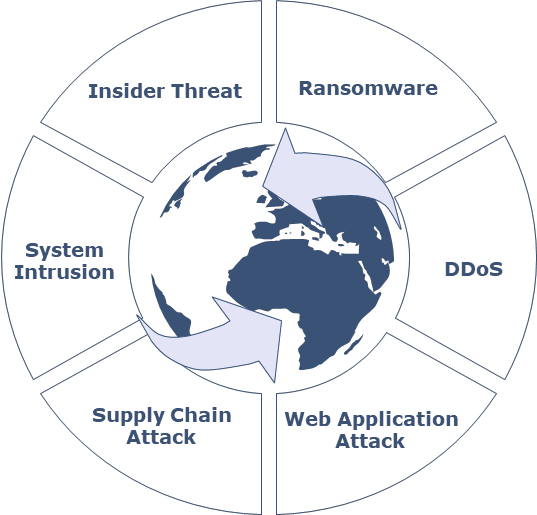 Insider Threat
Ransomware
System
Intrusion
DDoS
Supply Chain
Attack
Web Application
Attack